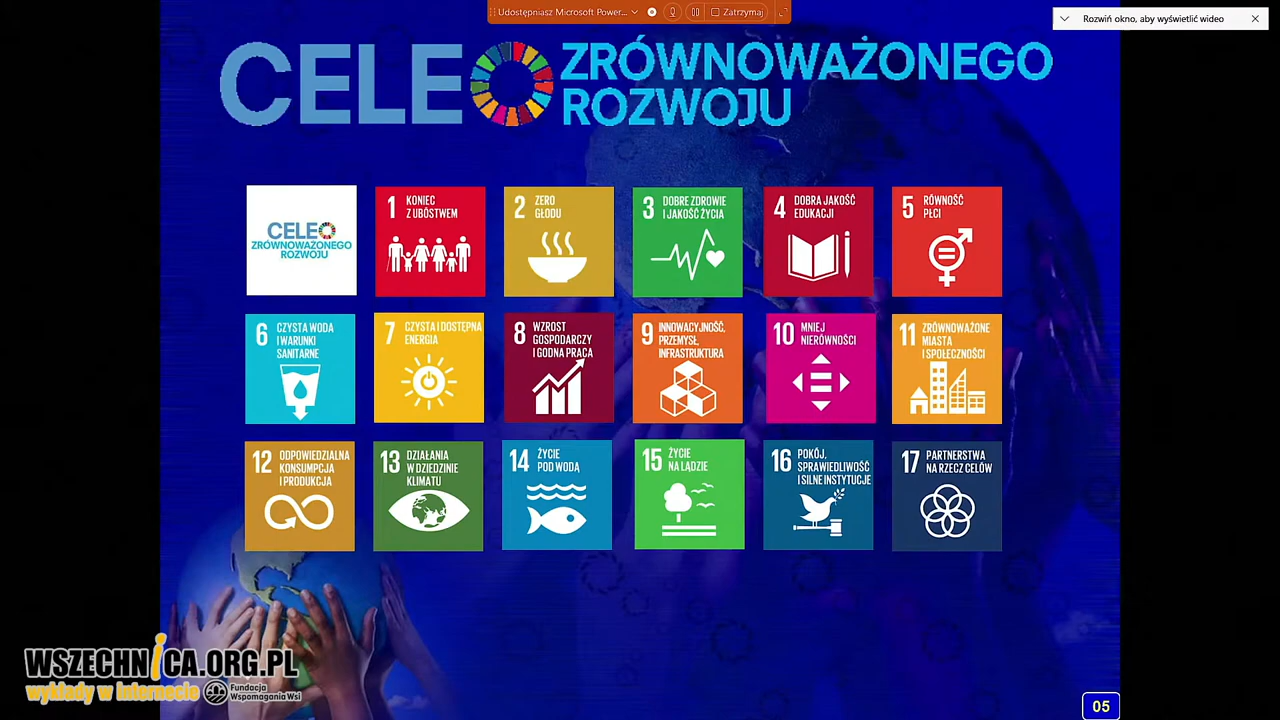 Udostępniasz Microsoft Power...
Zatrzymaj
Rozwiń okno, aby wyświetlić wideo
CELE
ZRÓWNOWAŻONEGO
ROZWOJU
CELE
ZRÓWNOWAŻONEGO
ROZWOJU
1 KONIEC
Z UBÓSTWEM
2 ZERO
GŁODU
3 DOBRE ZDROWIE
I JAKOŚĆ ŻYCIA
4 DOBRA JAKOŚĆ
EDUKACJI
5 RÓWNOŚĆ
PŁCI
6 CZYSTA WODA
I WARUNKI
SANITARNE
7 CZYSTA I DOSTĘPNA
ENERGIA
8 WZROST
GOSPODARCZY
I GODNA PRACA
9 INNOWACYJNOŚĆ,
PRZEMYSŁ,
INFRASTRUKTURA
10 MNIEJ
NIERÓWNOŚCI
11 ZRÓWNOWAŻONE
MIASTA
I SPOŁECZNOŚCI
12 ODPOWIEDZIALNA
KONSUMPCJA
I PRODUKCJA
13 DZIAŁANIA
W DZIEDZINIE
KLIMATU
14 ŻYCIE
POD WODĄ
15 ŻYCIE
NA LĄDZIE
16 POKÓJ,
SPRAWIEDLIWOŚĆ
I SILNE INSTYTUCJE
17 PARTNERSTWA
NA RZECZ CELÓW
WSZECHNiCA.ORG.PL
wykłady w internecie
Fundacja
Wspomagania Wsi
05